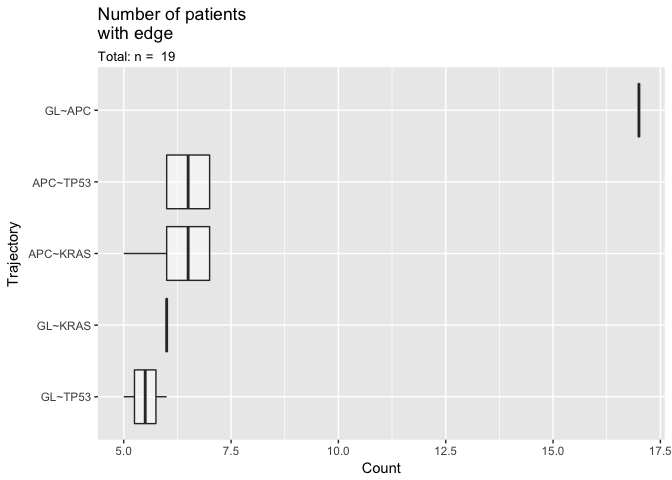 Number of patients
with edge
Total: n =  19
GL~APC
APC~TP53
APC~KRAS
GL~KRAS
GL~TP53
Trajectory
5.0 7.5 10.0 12.5 15.0 17.5
Count